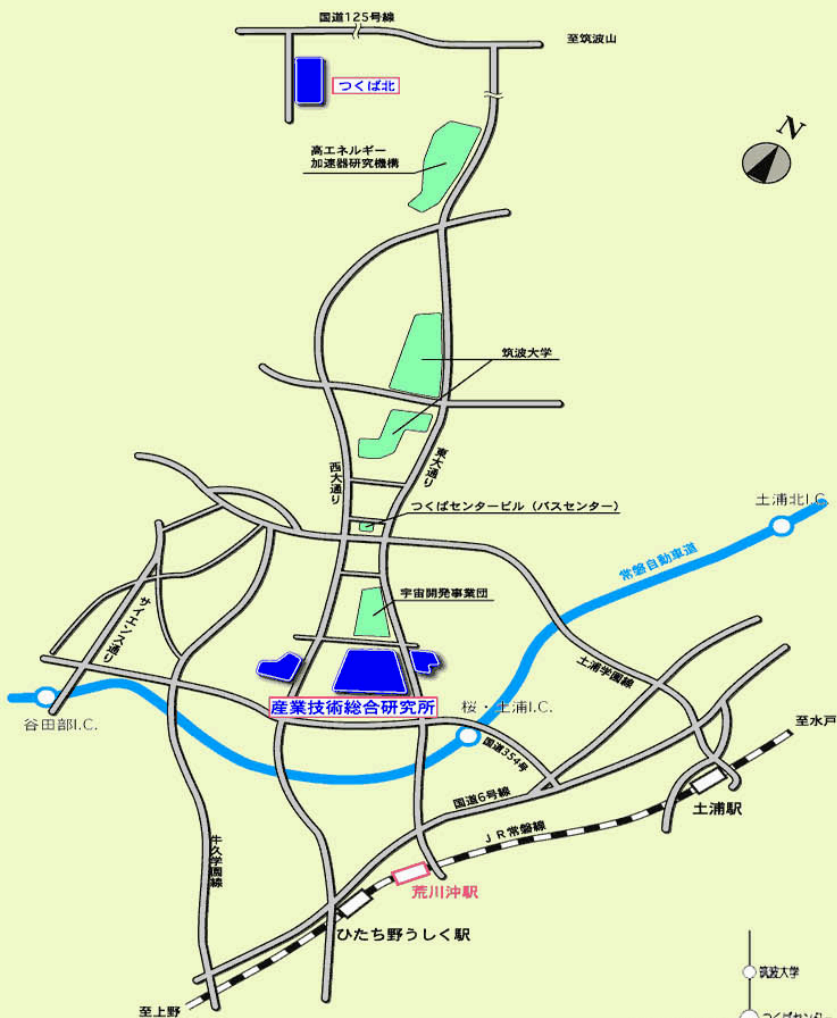 国道125号線
至筑波山
つくば北
N
高エネルギー
加速器研究機構
筑波大学
西大通り
東大通り
つくばセンタービル（バスセンター）
土浦北I.C.
常磐自動車道
宇宙開発事業団
サイエンス通り
土浦学園線
産業技術総合研究所
桜・土浦I.C.
谷田部I.C.
国道354号
至水戸
国道6号線
土浦駅
ＪＲ常磐線
牛久学園線
荒川沖駅
ひたち野うしく駅
筑波大学
つくばセンター
至上野